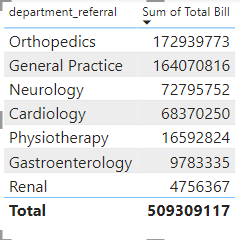 department_referral Sum of Total Bill
Orthopedics 172939773
General Practice 164070816
Neurology 72795752
Cardiology 68370250
Physiotherapy 16592824
Gastroenterology 9783335
Renal 4756367
Total 509309117